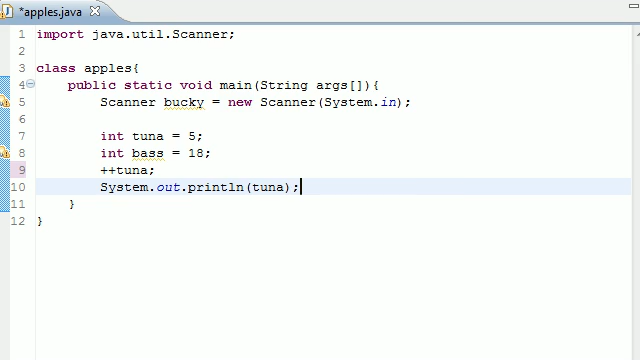 *apples.java
1 import java.util.Scanner;
2
3 class apples{
4 public static void main(String args[]){
5 Scanner bucky = new Scanner(System.in);
6
7 int tuna = 5;
8 int bass = 18;
9 ++tuna;
10 System.out.println(tuna);
11 }
12 }